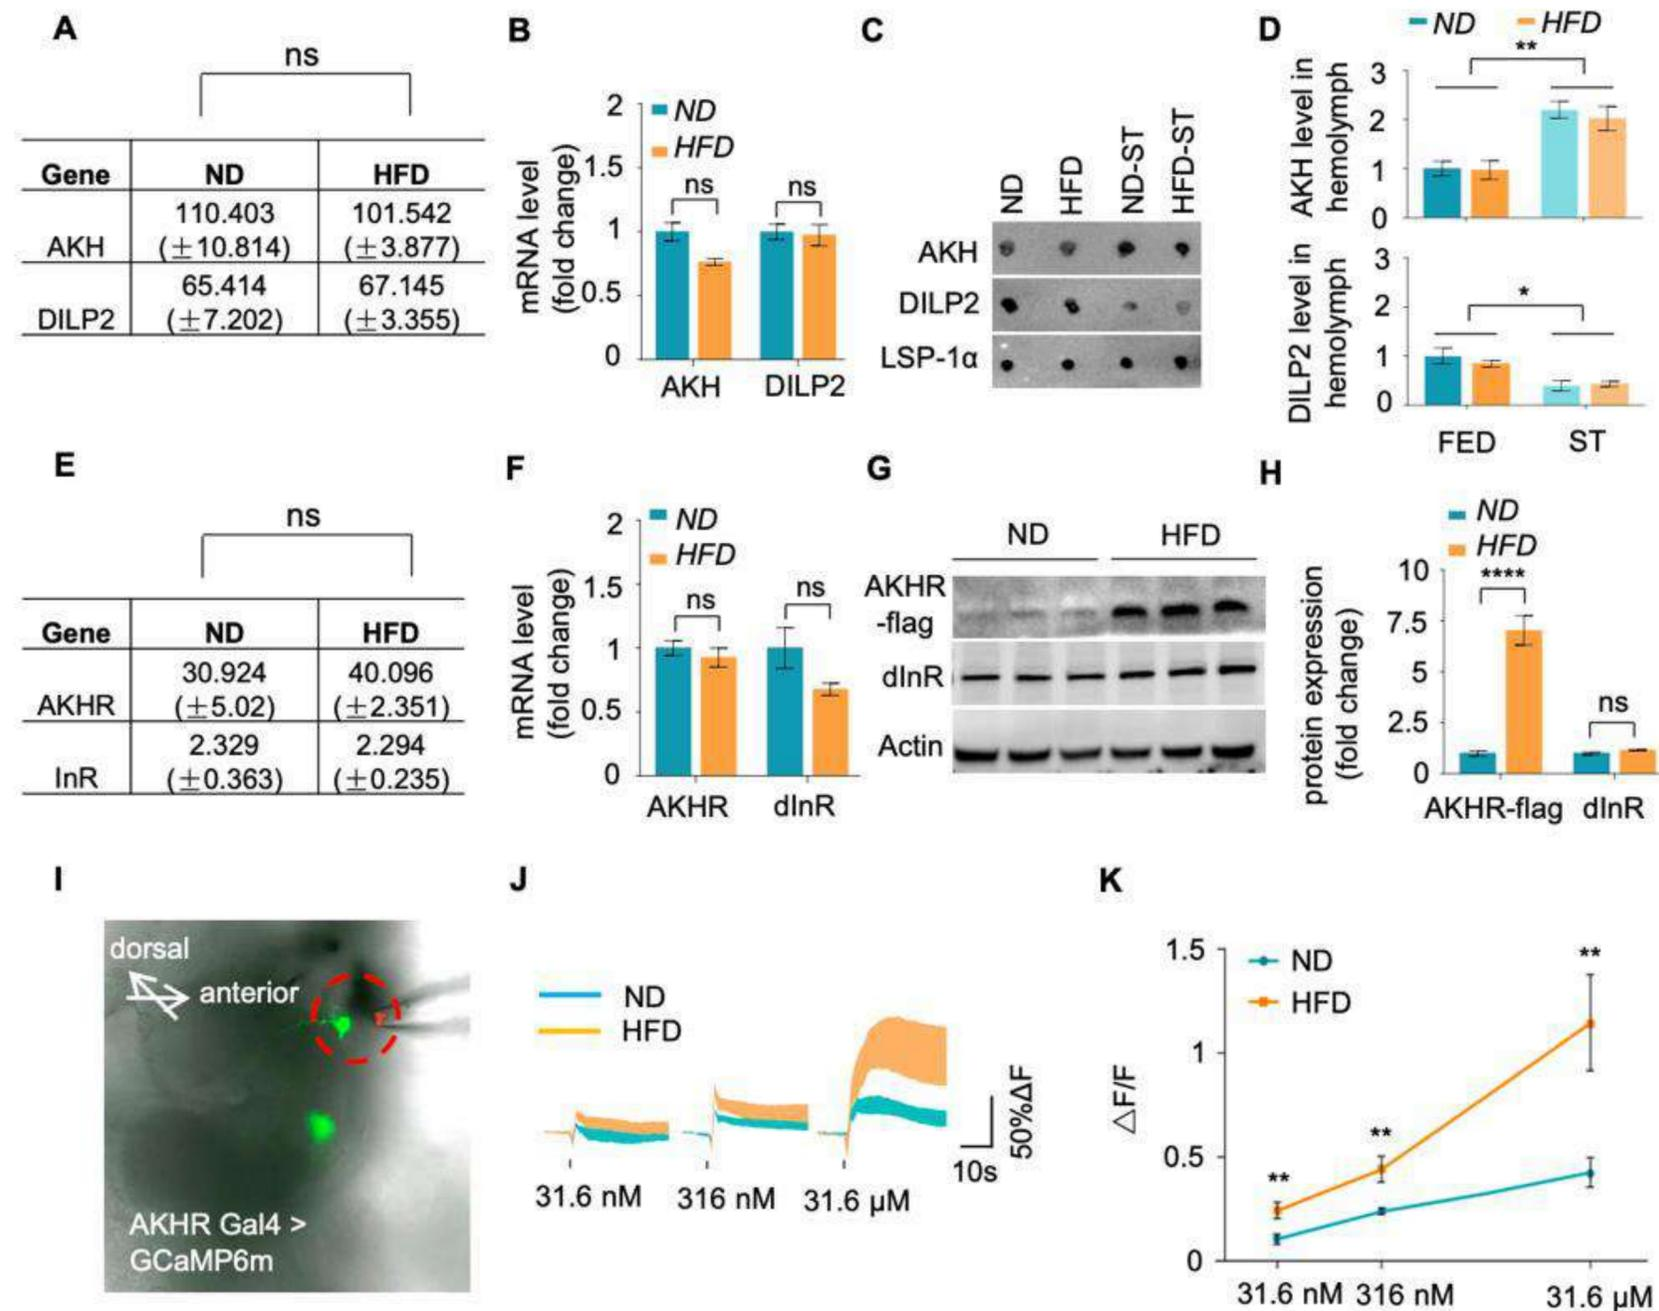 A
ns
Gene ND HFD
AKH 110.403 (±10.814) 101.542 (±3.877)
DILP2 65.414 (±7.202) 67.145 (±3.355)
B
ND
HFD
mRNA level
(fold change)
2
1.5
1
0.5
0
ns ns
AKH DILP2
C
ND HFD ND-ST HFD-ST
AKH
DILP2
LSP-1α
D
ND HFD
**
AKH level in
hemolymph
3
2
1
0
*
DILP2 level in
hemolymph
3
2
1
0
FED ST
E
ns
Gene ND HFD
AKHR 30.924 (±5.02) 40.096 (±2.351)
InR 2.329 (±0.363) 2.294 (±0.235)
F
ND
HFD
mRNA level
(fold change)
2
1.5
1
0.5
0
ns ns
AKHR dInR
G
ND HFD
AKHR
-flag
dInR
Actin
H
ND
HFD
protein expression
(fold change)
10
7.5
5
2.5
0
**** ns
AKHR-flag dInR
I
dorsal
anterior
AKHR Gal4 >
GCaMP6m
J
ND
HFD
50%ΔF
10s
31.6 nM 316 nM 31.6 µM
K
ND
HFD
△F/F
1.5
1
0.5
0
** ** **
31.6 nM 316 nM 31.6 µM